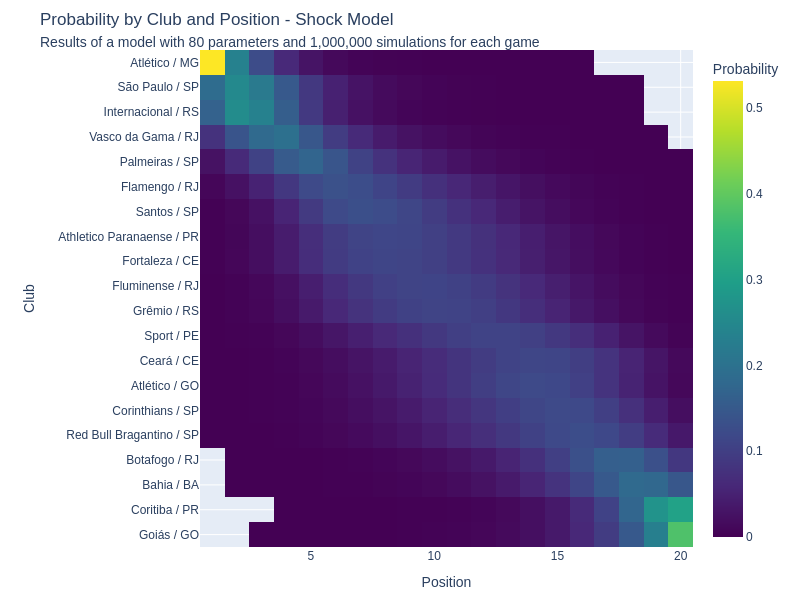 Probability by Club and Position - Shock Model
Results of a model with 80 parameters and 1,000,000 simulations for each game
Atlético / MG
São Paulo / SP
Internacional / RS
Vasco da Gama / RJ
Palmeiras / SP
Flamengo / RJ
Santos / SP
Athletico Paranaense / PR
Fortaleza / CE
Fluminense / RJ
Grêmio / RS
Sport / PE
Ceará / CE
Atlético / GO
Corinthians / SP
Red Bull Bragantino / SP
Botafogo / RJ
Bahia / BA
Coritiba / PR
Goiás / GO
Club
5
10
15
20
Position
Probability
0.5
0.4
0.3
0.2
0.1
0